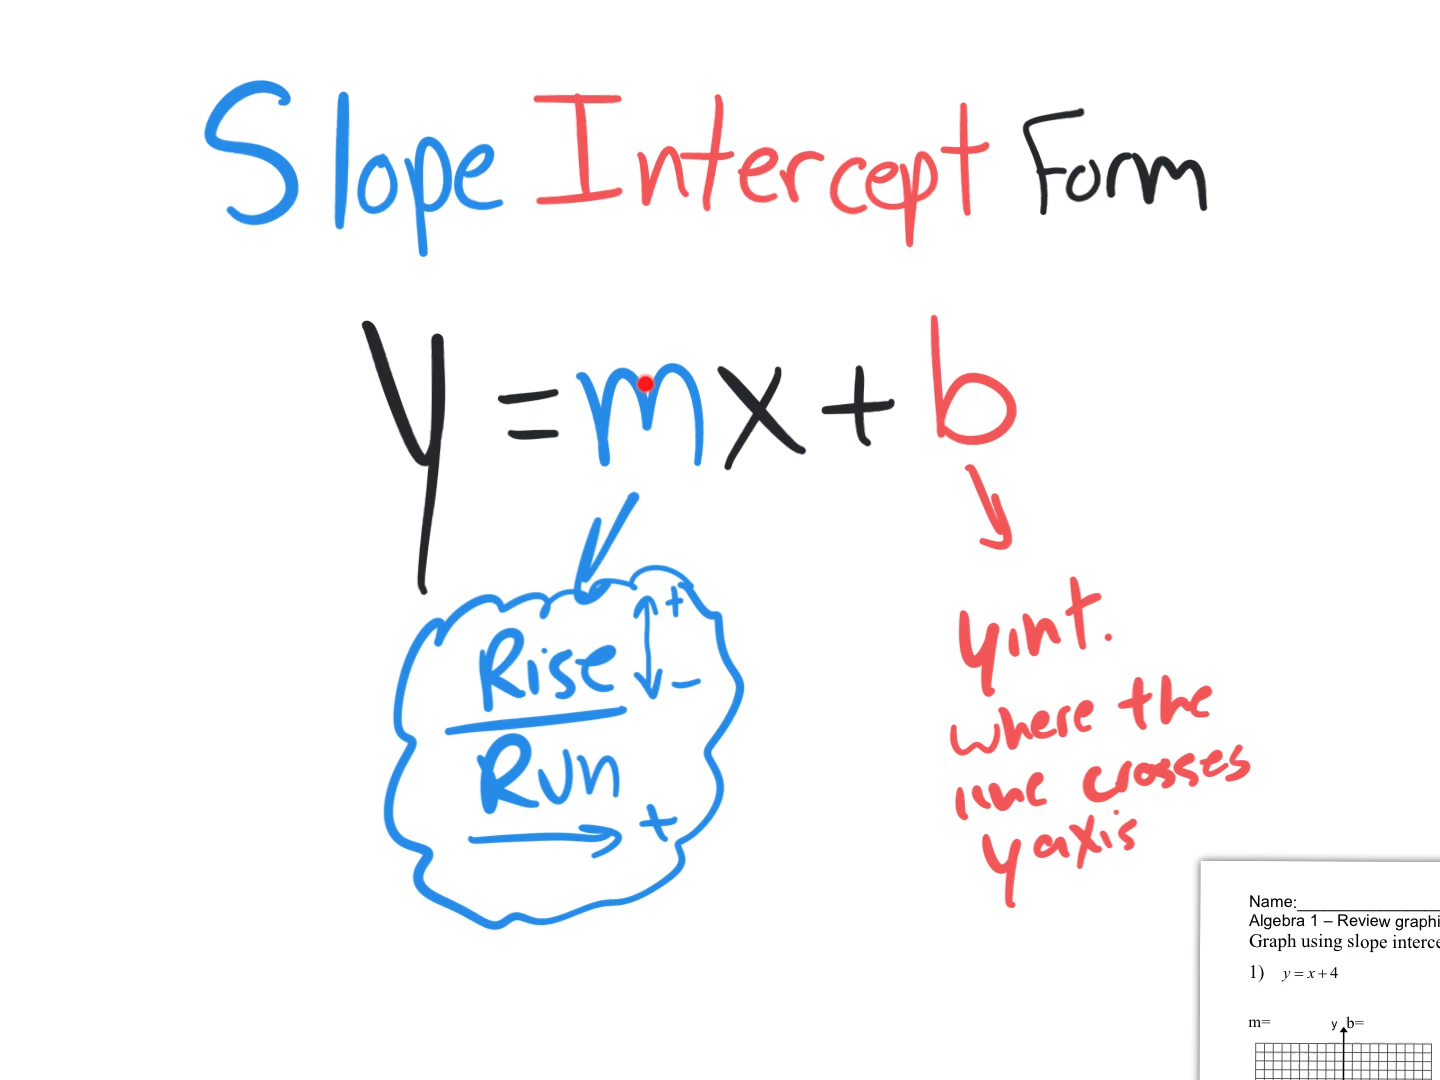 Slope Intercept Form
y = mx + b
Rise + -
Run
+
y int.
where the
line crosses
y axis
Name:
Algebra 1 – Review graphi
Graph using slope interce
1) y = x + 4
m= y b=